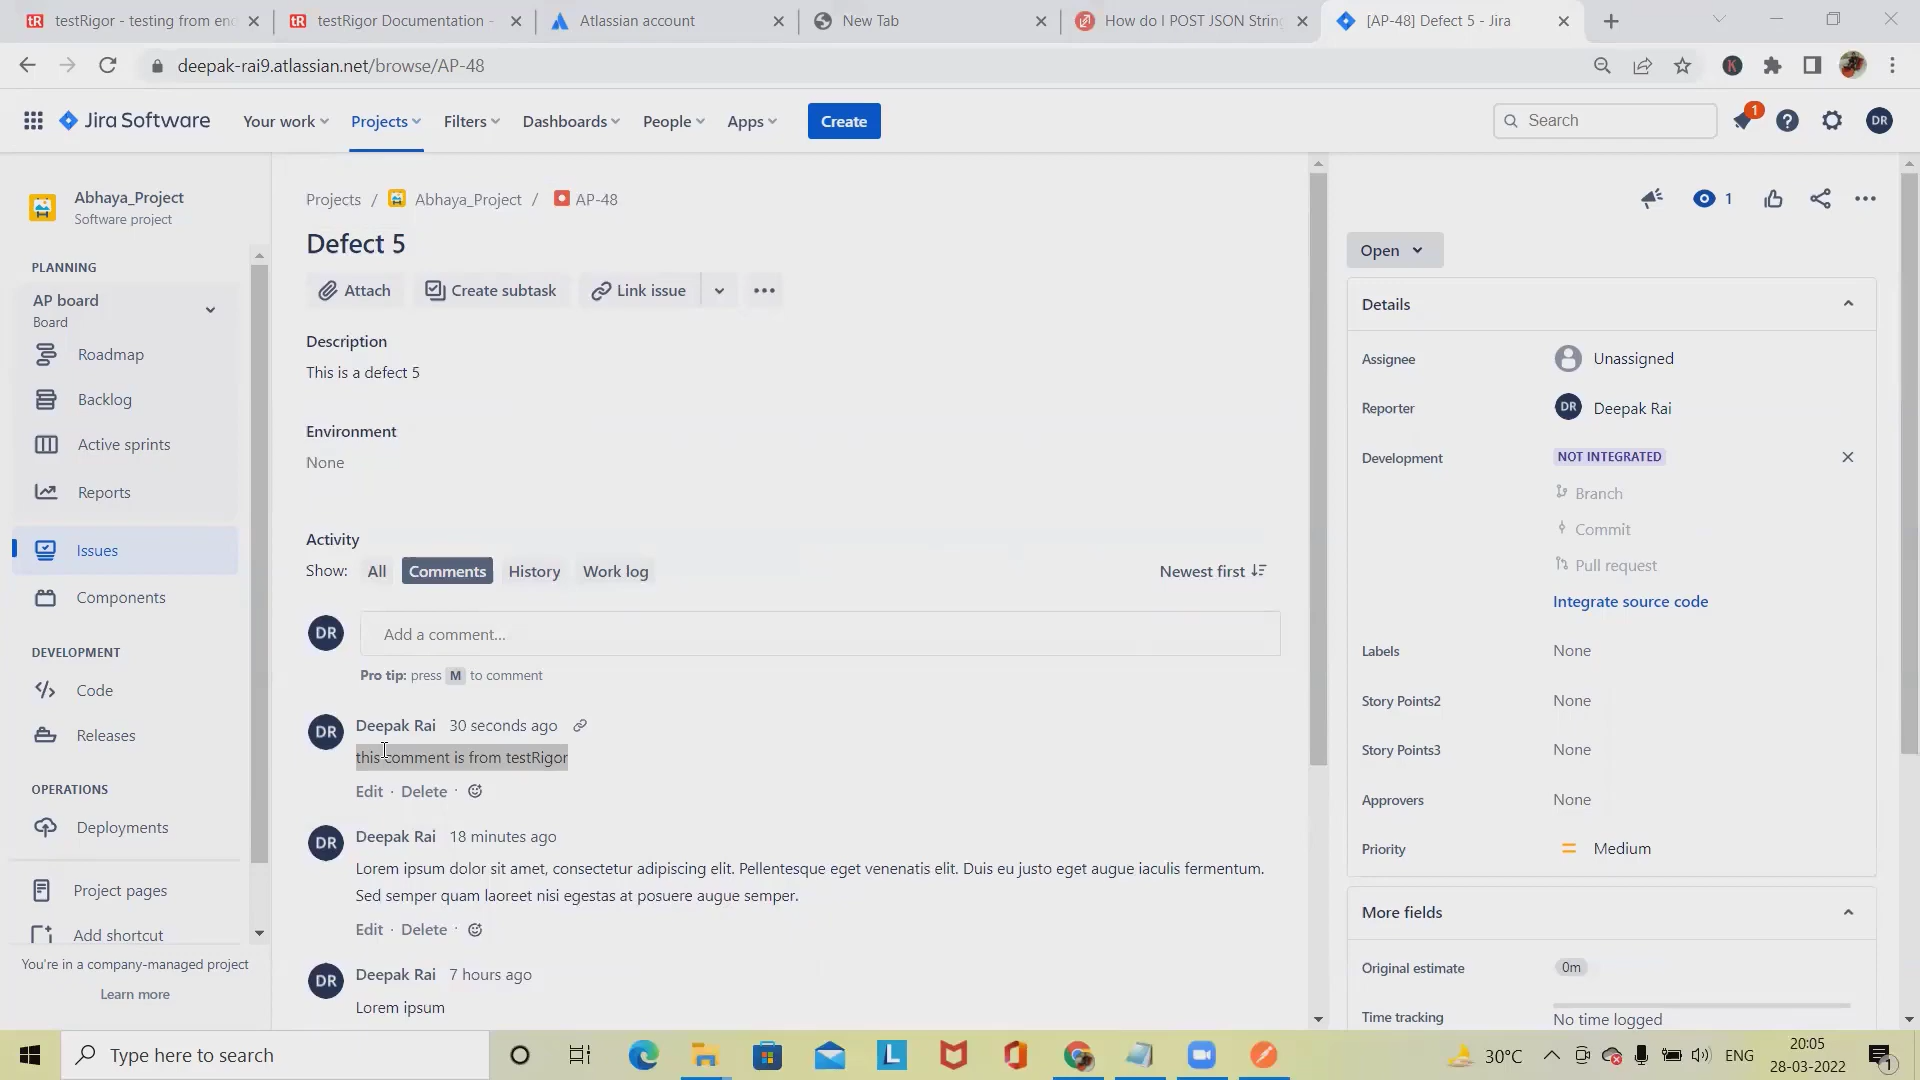 testRigor - testing from en
testRigor Documentation -
Atlassian account
New Tab
How do I POST JSON String
[AP-48] Defect 5 - Jira
deepak-rai9.atlassian.net/browse/AP-48
Jira Software
Your work
Projects
Filters
Dashboards
People
Apps
Create
Search
1
DR
Abhaya_Project
Software project
PLANNING
AP board
Board
Roadmap
Backlog
Active sprints
Reports
Issues
Components
DEVELOPMENT
Code
Releases
OPERATIONS
Deployments
Project pages
Add shortcut
You're in a company-managed project
Learn more
Projects / Abhaya_Project / AP-48
Defect 5
Attach
Create subtask
Link issue
Description
This is a defect 5
Environment
None
Activity
Show: All Comments History Work log
Newest first
DR
Add a comment...
Pro tip: press M to comment
DR
Deepak Rai 30 seconds ago
this comment is from testRigor
Edit · Delete ·
DR
Deepak Rai 18 minutes ago
Lorem ipsum dolor sit amet, consectetur adipiscing elit. Pellentesque eget venenatis elit. Duis eu justo eget augue iaculis fermentum.
Sed semper quam laoreet nisi egestas at posuere augue semper.
Edit · Delete ·
DR
Deepak Rai 7 hours ago
Lorem ipsum
1
Open
Details
Assignee Unassigned
Reporter DR Deepak Rai
Development NOT INTEGRATED
Branch
Commit
Pull request
Integrate source code
Labels None
Story Points2 None
Story Points3 None
Approvers None
Priority Medium
More fields
Original estimate 0m
Time tracking No time logged
Type here to search
30°C
ENG
20:05
28-03-2022
1